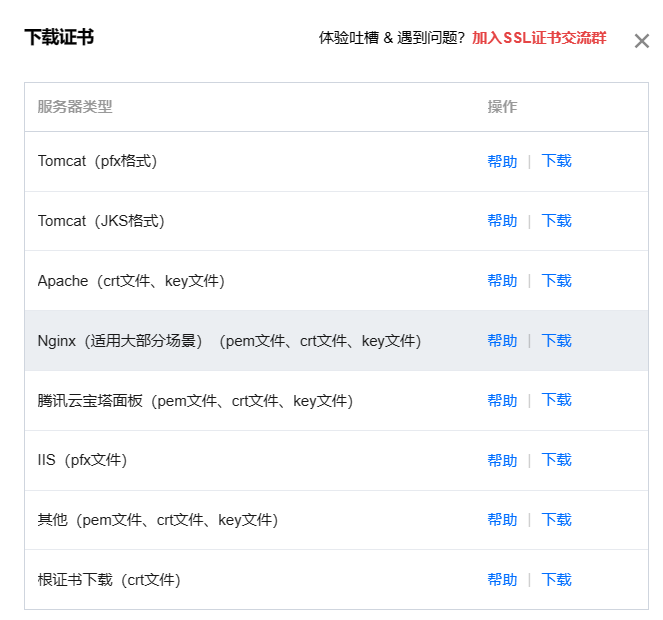 下载证书
体验吐槽 & 遇到问题? 加入SSL证书交流群
服务器类型 操作
Tomcat（pfx格式） 帮助 | 下载
Tomcat（JKS格式） 帮助 | 下载
Apache（crt文件、key文件） 帮助 | 下载
Nginx（适用大部分场景）（pem文件、crt文件、key文件） 帮助 | 下载
腾讯云宝塔面板（pem文件、crt文件、key文件） 帮助 | 下载
IIS（pfx文件） 帮助 | 下载
其他（pem文件、crt文件、key文件） 帮助 | 下载
根证书下载（crt文件） 帮助 | 下载